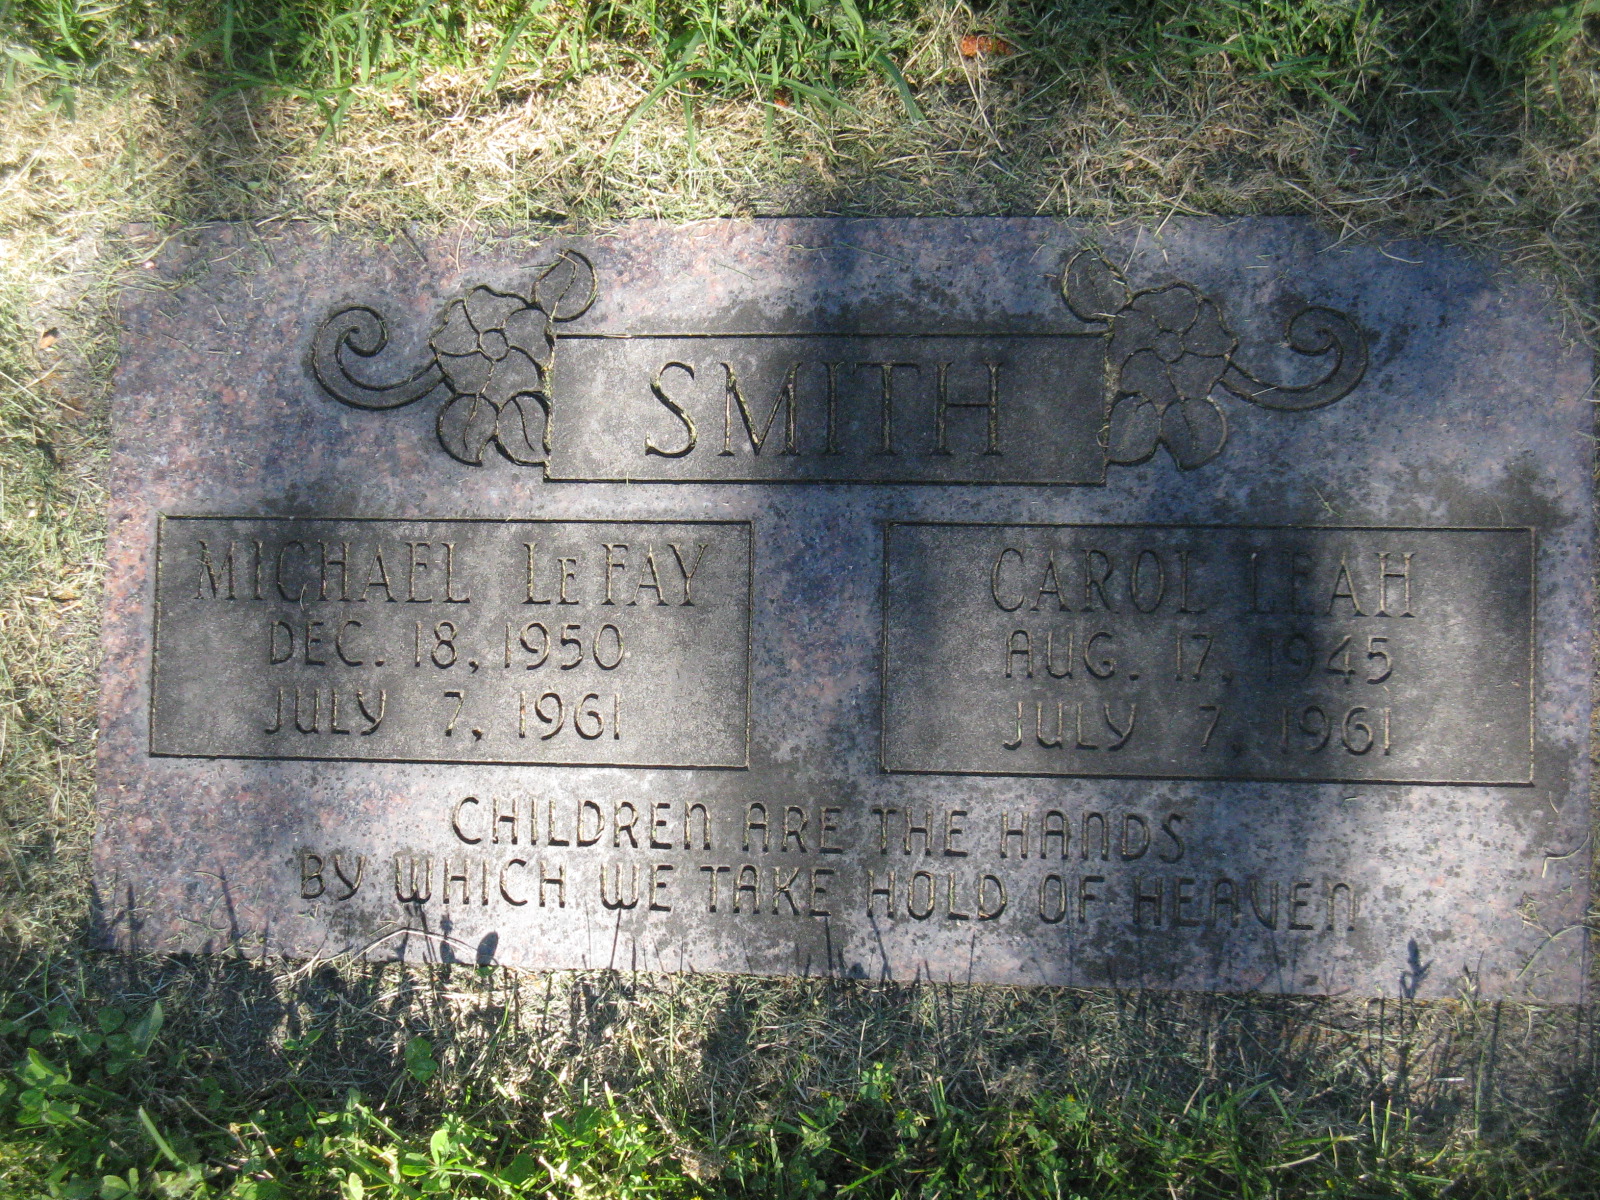 SMITH
MICHAEL LeFAY
DEC. 18, 1950
JULY 7, 1961
CAROL LEAH
AUG. 17, 1945
JULY 7, 1961
CHILDREN ARE THE HANDS
BY WHICH WE TAKE HOLD OF HEAVEN